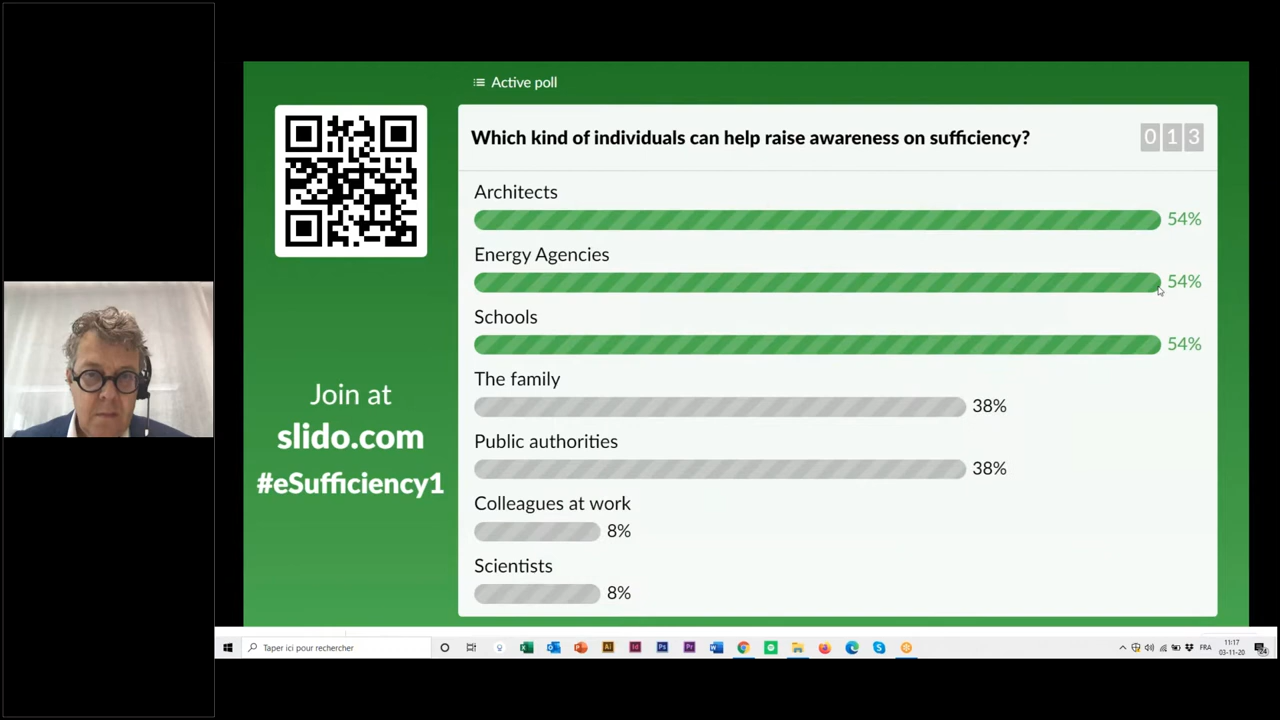 Active poll
Which kind of individuals can help raise awareness on sufficiency?
013
Architects
54%
Energy Agencies
54%
Schools
54%
The family
38%
Public authorities
38%
Colleagues at work
8%
Scientists
8%
Join at
slido.com
#eSufficiency1
Taper ici pour rechercher
FRA
11:17
03-11-20